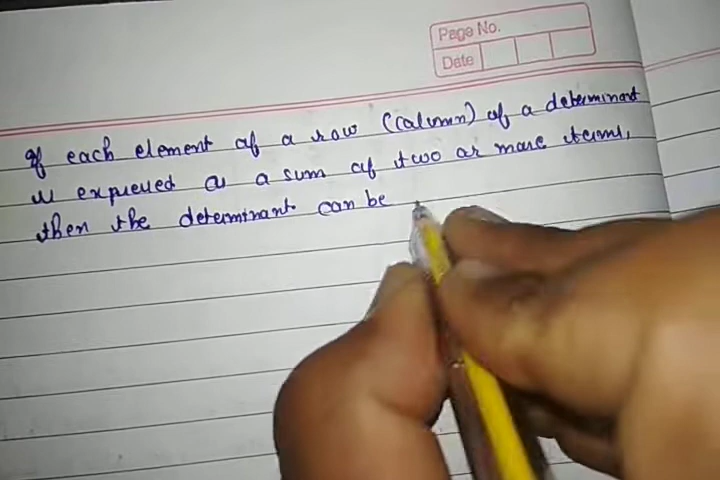 Page No.
Date
If each element of a row (column) of a determinant
is expressed as a sum of two or more terms,
then the determinant can be